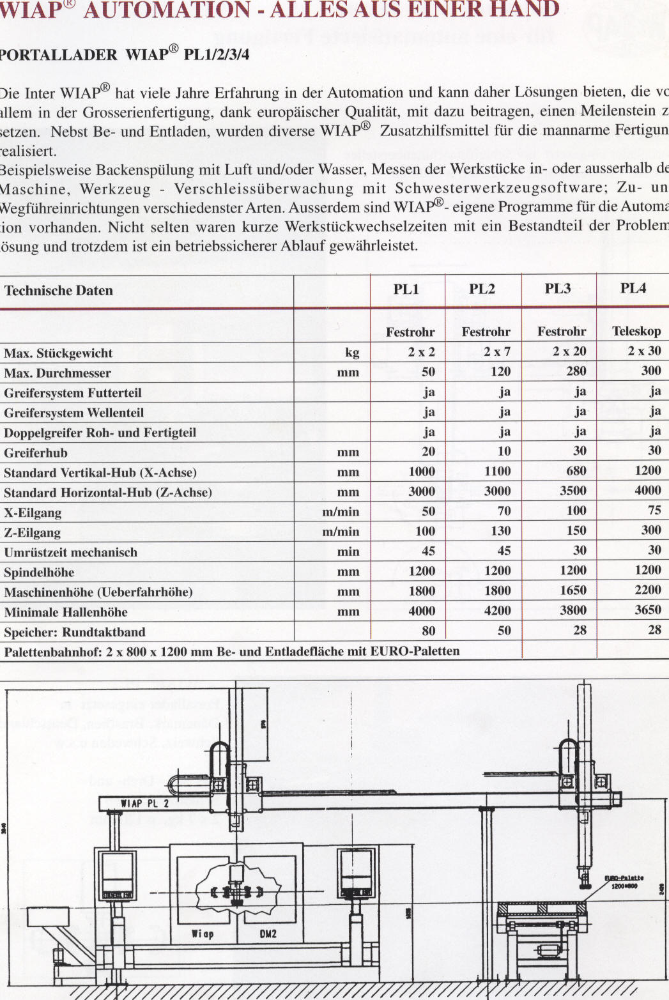 WIAP® AUTOMATION - ALLES AUS EINER HAND
PORTALLADER WIAP® PL1/2/3/4
Die Inter WIAP® hat viele Jahre Erfahrung in der Automation und kann daher Lösungen bieten, die vo
allem in der Grosserienfertigung, dank europäischer Qualität, mit dazu beitragen, einen Meilenstein z
setzen. Nebst Be- und Entladen, wurden diverse WIAP® Zusatzhilfsmittel für die mannarme Fertigun
realisiert.
Beispielsweise Backenspülung mit Luft und/oder Wasser, Messen der Werkstücke in- oder ausserhalb de
Maschine, Werkzeug - Verschleissüberwachung mit Schwesterwerkzeugsoftware; Zu- un
Wegführeinrichtungen verschiedenster Arten. Ausserdem sind WIAP®- eigene Programme für die Automa
tion vorhanden. Nicht selten waren kurze Werkstückwechselzeiten mit ein Bestandteil der Problem
lösung und trotzdem ist ein betriebssicherer Ablauf gewährleistet.
Technische Daten PL1 PL2 PL3 PL4
Festrohr Festrohr Festrohr Teleskop
Max. Stückgewicht kg 2 x 2 2 x 7 2 x 20 2 x 30
Max. Durchmesser mm 50 120 280 300
Greifersystem Futterteil ja ja ja ja
Greifersystem Wellenteil ja ja ja ja
Doppelgreifer Roh- und Fertigteil ja ja ja ja
Greiferhub mm 20 10 30 30
Standard Vertikal-Hub (X-Achse) mm 1000 1100 680 1200
Standard Horizontal-Hub (Z-Achse) mm 3000 3000 3500 4000
X-Eilgang m/min 50 70 100 75
Z-Eilgang m/min 100 130 150 300
Umrüstzeit mechanisch min 45 45 30 30
Spindelhöhe mm 1200 1200 1200 1200
Maschinenhöhe (Ueberfahrhöhe) mm 1800 1800 1650 2200
Minimale Hallenhöhe mm 4000 4200 3800 3650
Speicher: Rundtaktband 80 50 28 28
Palettenbahnhof: 2 x 800 x 1200 mm Be- und Entladefläche mit EURO-Paletten
WIAP PL 2
EURO-Palette
1200*800
Wiap DM2